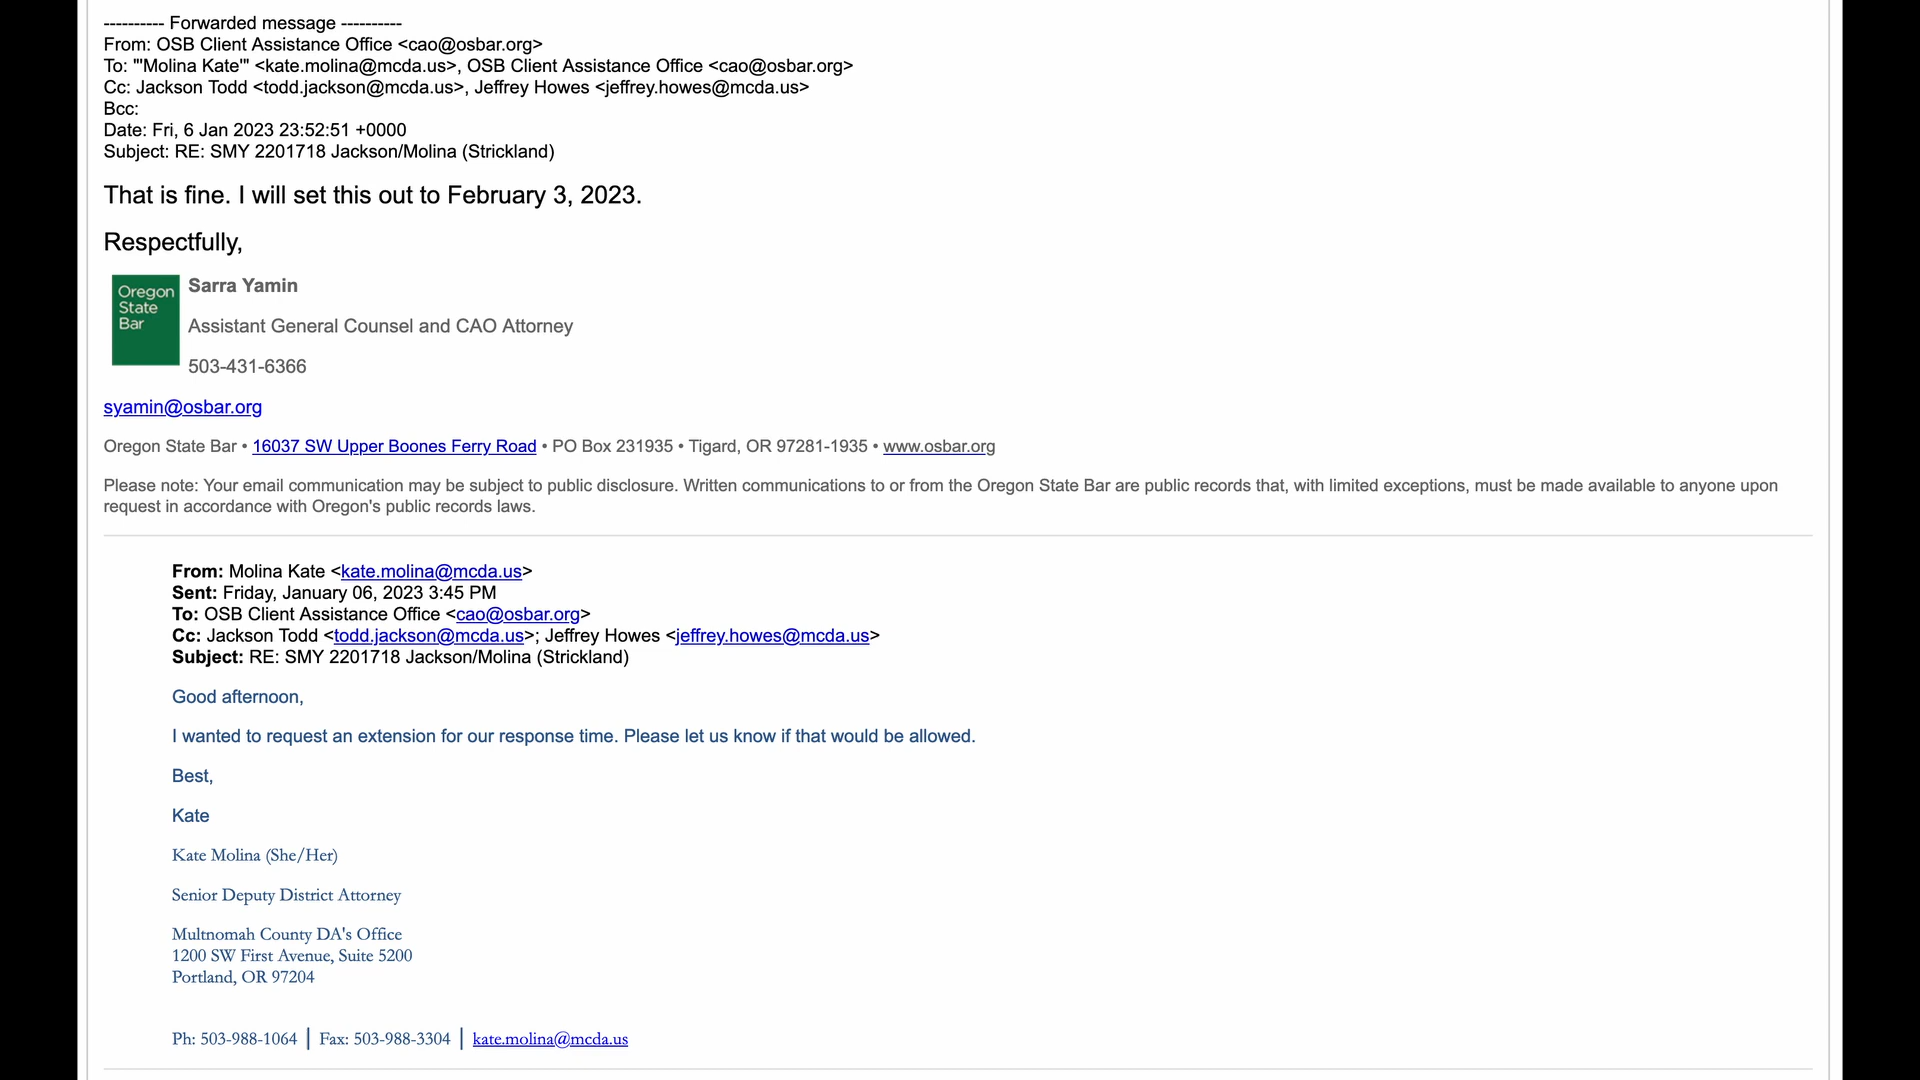 ---------- Forwarded message ----------
From: OSB Client Assistance Office <cao@osbar.org>
To: "'Molina Kate'" <kate.molina@mcda.us>, OSB Client Assistance Office <cao@osbar.org>
Cc: Jackson Todd <todd.jackson@mcda.us>, Jeffrey Howes <jeffrey.howes@mcda.us>
Bcc:
Date: Fri, 6 Jan 2023 23:52:51 +0000
Subject: RE: SMY 2201718 Jackson/Molina (Strickland)
That is fine. I will set this out to February 3, 2023.
Respectfully,
Oregon
State
Bar
Sarra Yamin
Assistant General Counsel and CAO Attorney
503-431-6366
syamin@osbar.org
Oregon State Bar • 16037 SW Upper Boones Ferry Road • PO Box 231935 • Tigard, OR 97281-1935 • www.osbar.org
Please note: Your email communication may be subject to public disclosure. Written communications to or from the Oregon State Bar are public records that, with limited exceptions, must be made available to anyone upon
request in accordance with Oregon's public records laws.
From: Molina Kate <kate.molina@mcda.us>
Sent: Friday, January 06, 2023 3:45 PM
To: OSB Client Assistance Office <cao@osbar.org>
Cc: Jackson Todd <todd.jackson@mcda.us>; Jeffrey Howes <jeffrey.howes@mcda.us>
Subject: RE: SMY 2201718 Jackson/Molina (Strickland)
Good afternoon,
I wanted to request an extension for our response time. Please let us know if that would be allowed.
Best,
Kate
Kate Molina (She/Her)
Senior Deputy District Attorney
Multnomah County DA's Office
1200 SW First Avenue, Suite 5200
Portland, OR 97204
Ph: 503-988-1064 | Fax: 503-988-3304 | kate.molina@mcda.us